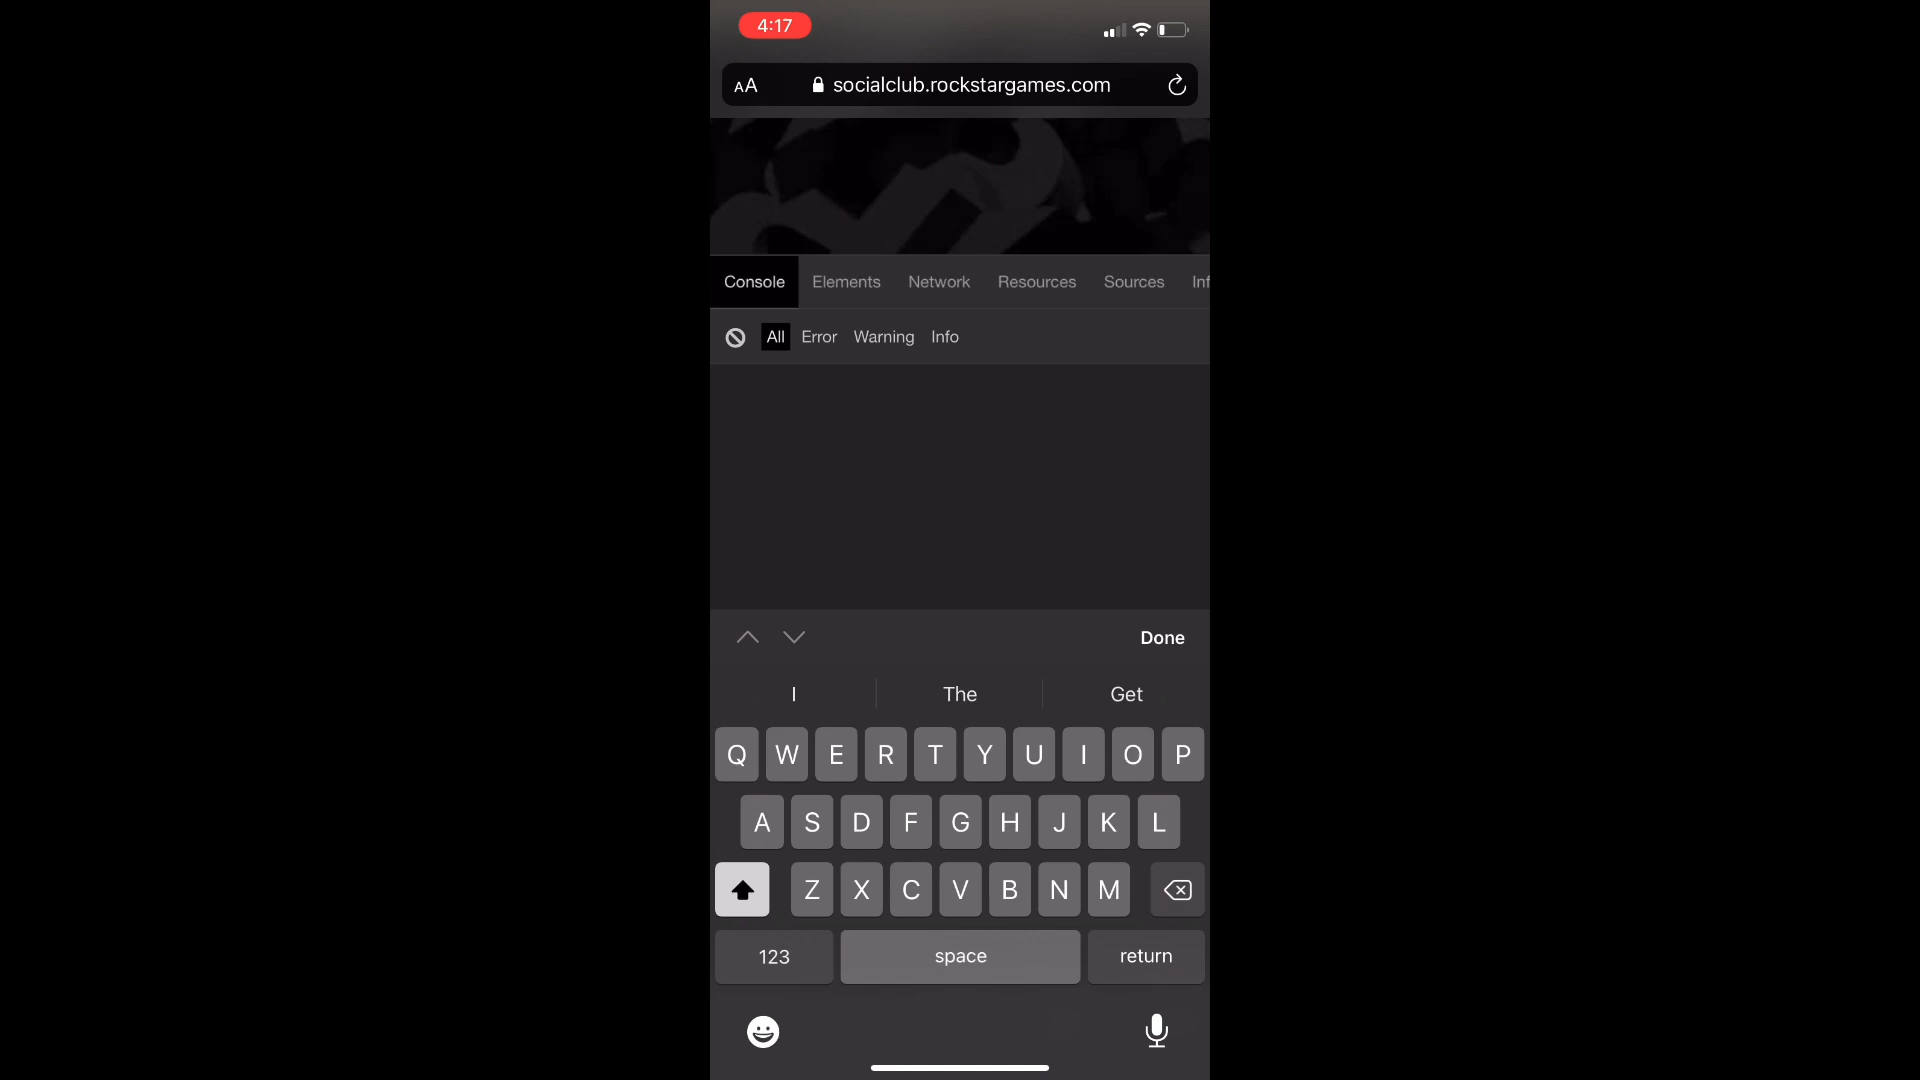 4:17
AA socialclub.rockstargames.com
Console Elements Network Resources Sources Inf
All Error Warning Info
Done
I The Get
Q W E R T Y U I O P
A S D F G H J K L
Z X C V B N M
123 space return